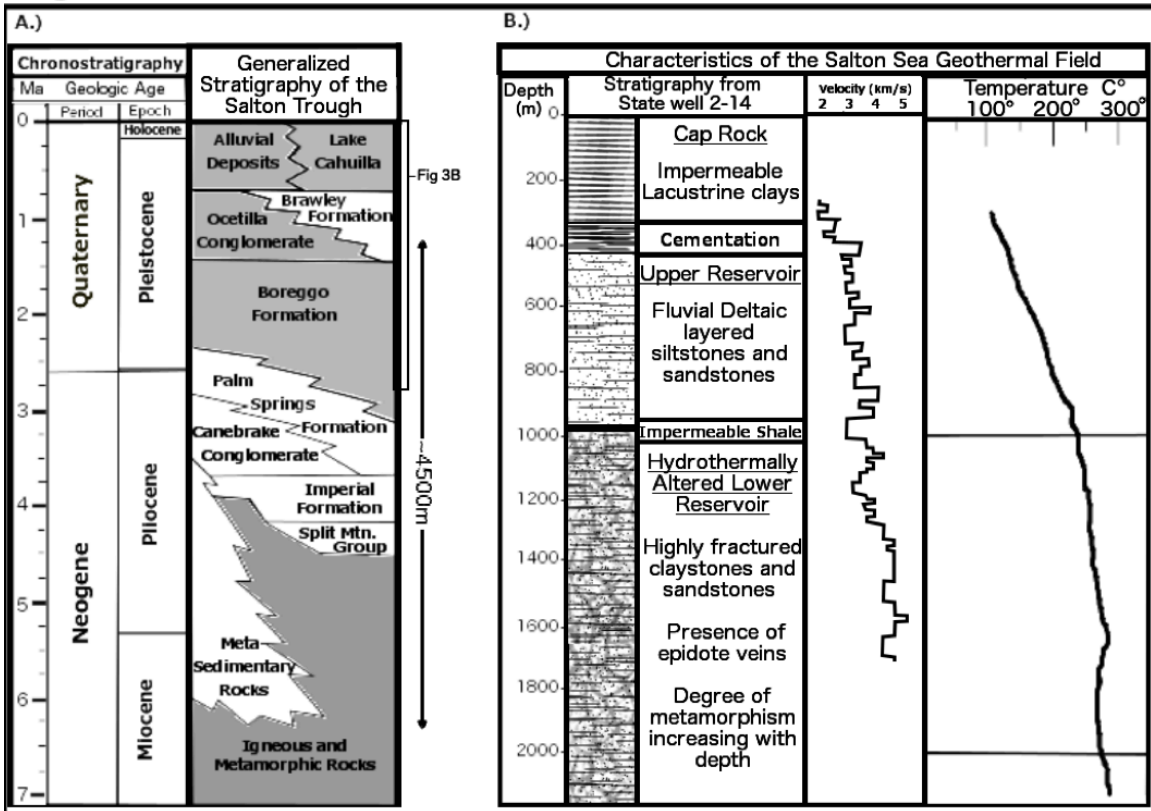 A.)
Chronostratigraphy
Ma
Geologic Age
Period
Epoch
Generalized
Stratigraphy of the
Salton Trough
0
1
2
3
4
5
6
7
Quaternary
Neogene
Holocene
Pleistocene
Pliocene
Miocene
Alluvial
Deposits
Lake
Cahuilla
Brawley
Formation
Ocetilla
Conglomerate
Boreggo
Formation
Palm
Springs
Formation
Canebrake
Conglomerate
Imperial
Formation
Split Mtn.
Group
Meta
Sedimentary
Rocks
Igneous and
Metamorphic Rocks
Fig 3B
~4500m
B.)
Characteristics of the Salton Sea Geothermal Field
Depth
(m)
Stratigraphy from
State well 2-14
Velocity (km/s)
2 3 4 5
Temperature C°
100° 200° 300°
0
200
400
600
800
1000
1200
1400
1600
1800
2000
Cap Rock
Impermeable
Lacustrine clays
Cementation
Upper Reservoir
Fluvial Deltaic
layered
siltstones and
sandstones
Impermeable Shale
Hydrothermally
Altered Lower
Reservoir
Highly fractured
claystones and
sandstones
Presence of
epidote veins
Degree of
metamorphism
increasing with
depth